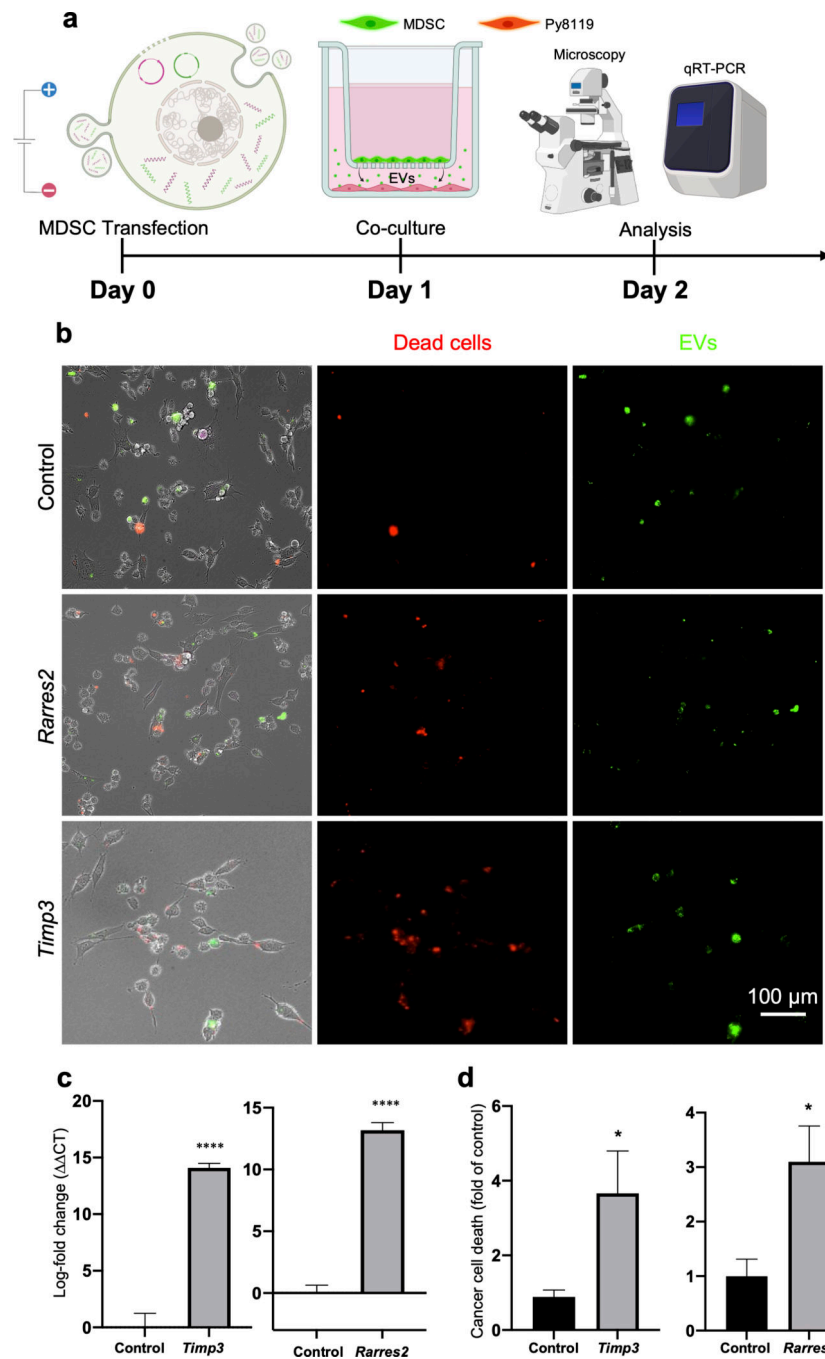 a
MDSC Py8119
Microscopy
qRT-PCR
EVs
MDSC Transfection Co-culture Analysis
Day 0 Day 1 Day 2
b
Dead cells EVs
Control
Rarres2
Timp3
100 µm
c
Log-fold change (ΔΔCT)
20
15
10
5
0
****
Control Timp3
15
10
5
0
****
Control Rarres2
d
Cancer cell death (fold of control)
6
4
2
0
*
Control Timp3
4
3
2
1
0
*
Control Rarres